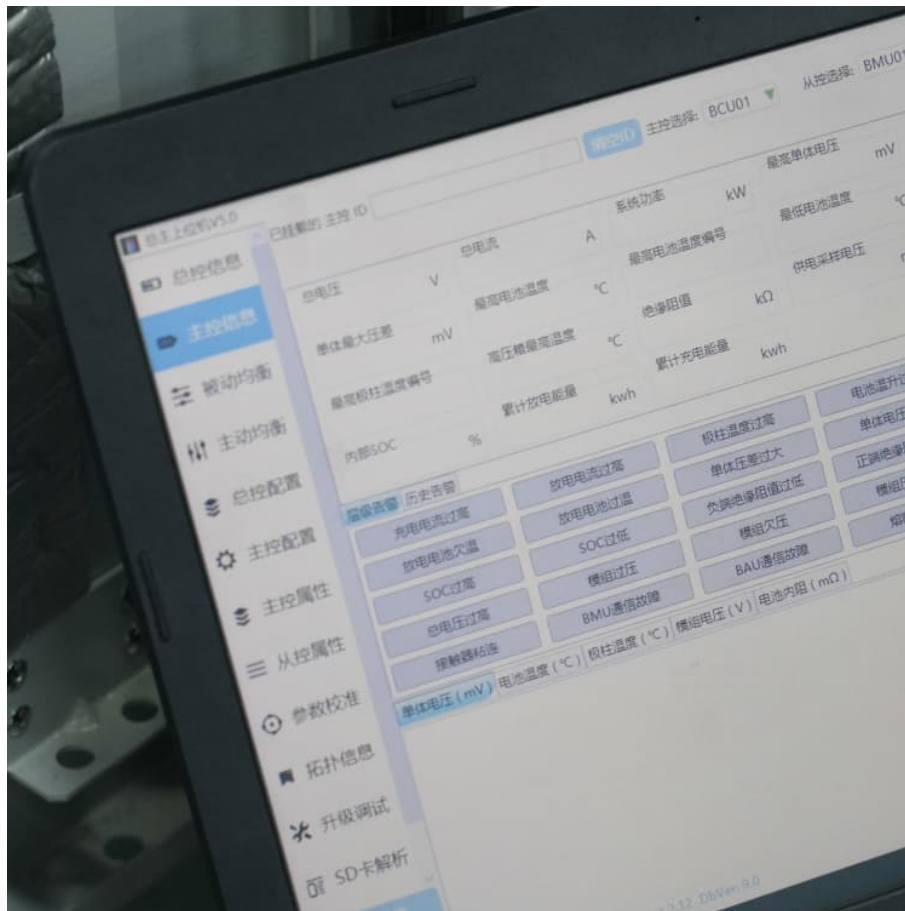 总主上位机V5.0
已挂载的 主控 ID 清空ID 主控选择: BCU01 从控选择: BMU01
总控信息
主控信息
被动均衡
主动均衡
总控配置
主控配置
主控属性
从控属性
参数校准
拓扑信息
升级调试
SD卡解析
总电压 V 总电流 A 系统功率 kW 最高单体电压 mV
单体最大压差 mV 最高电池温度 ℃ 最高电池温度编号 最低电池温度 ℃
最高极柱温度编号 高压箱最高温度 ℃ 绝缘阻值 kΩ 供电采样电压
内部SOC % 累计放电能量 kwh 累计充电能量 kwh
层级告警 历史告警
充电电流过高 放电电流过高 极柱温度过高 电池温升过
放电电池欠温 放电电池过温 单体压差过大 单体电压
SOC过高 SOC过低 负端绝缘阻值过低 正端绝缘
总电压过高 模组过压 模组欠压 模组
接触器粘连 BMU通信故障 BAU通信故障 熔
单体电压(mV) 电池温度(℃) 极柱温度(℃) 模组电压(V) 电池内阻(mΩ)
2.12 DbVen 9.0